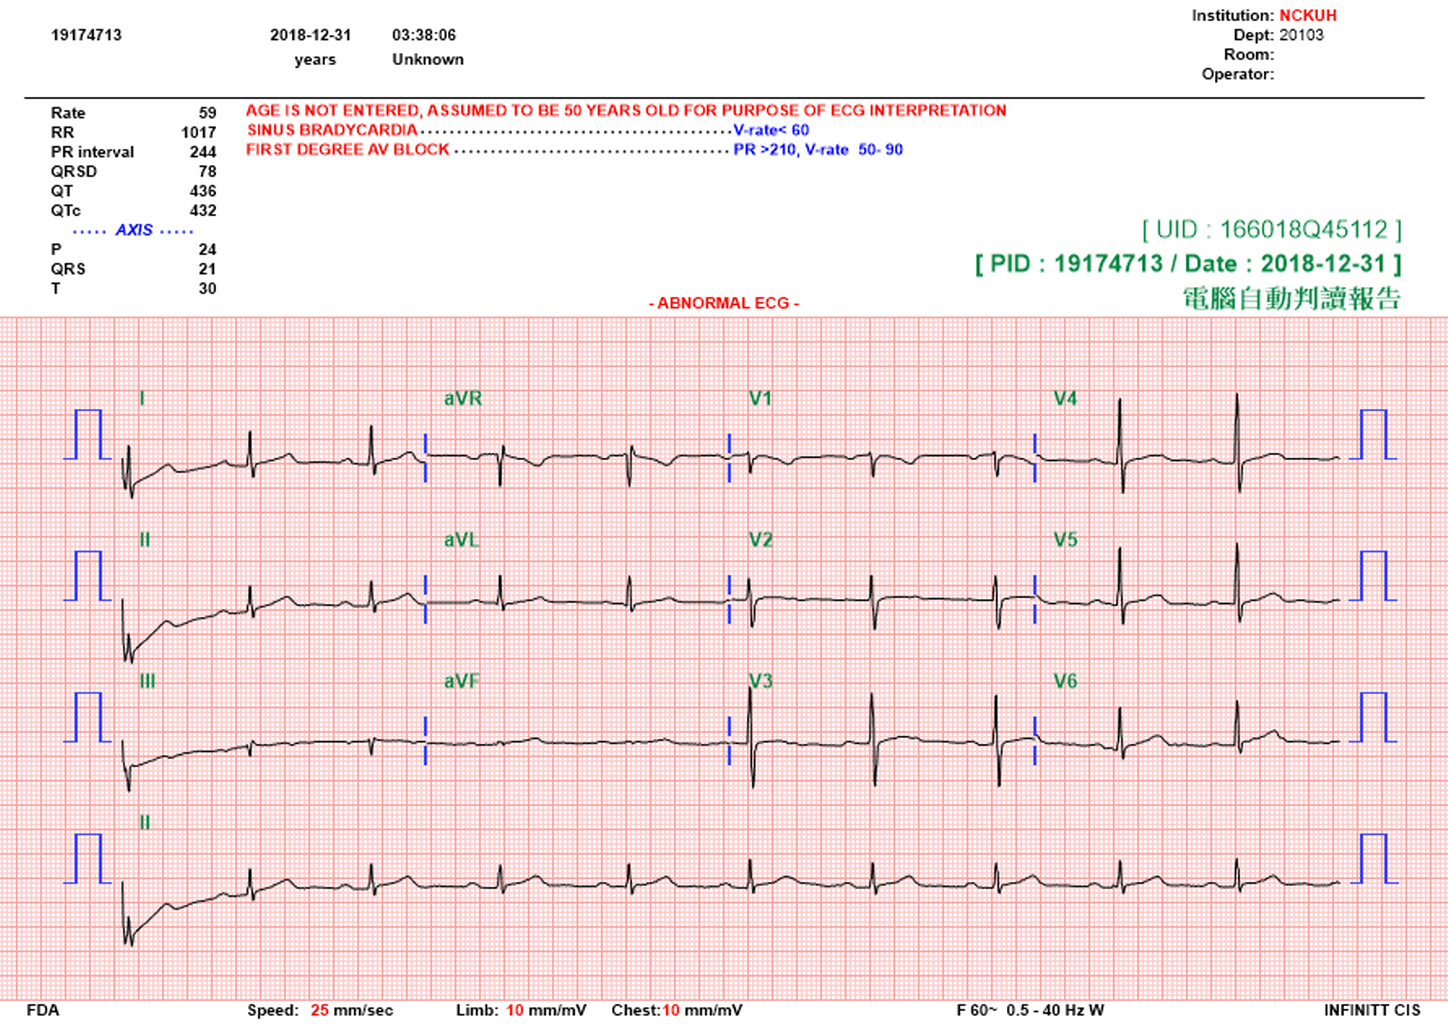 Institution: NCKUH
19174713 2018-12-31 03:38:06 Dept: 20103
years Unknown Room:
Operator:
Rate 59 AGE IS NOT ENTERED, ASSUMED TO BE 50 YEARS OLD FOR PURPOSE OF ECG INTERPRETATION
RR 1017 SINUS BRADYCARDIA V-rate< 60
PR interval 244 FIRST DEGREE AV BLOCK PR >210, V-rate 50- 90
QRSD 78
QT 436
QTc 432
..... AXIS .....
[ UID : 166018Q45112 ]
P 24
[ PID : 19174713 / Date : 2018-12-31 ]
QRS 21
T 30
電腦自動判讀報告
- ABNORMAL ECG -
I aVR V1 V4
II aVL V2 V5
III aVF V3 V6
II
FDA Speed: 25 mm/sec Limb: 10 mm/mV Chest:10 mm/mV F 60~ 0.5 - 40 Hz W INFINITT CIS